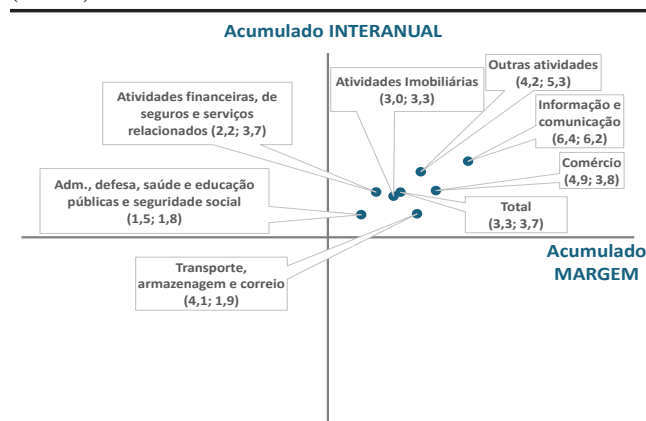 Acumulado INTERANUAL
Outras atividades
(4,2; 5,3)
Atividades Imobiliárias
(3,0; 3,3)
Atividades financeiras, de
seguros e serviços
relacionados (2,2; 3,7)
Informação e
comunicação
(6,4; 6,2)
Comércio
(4,9; 3,8)
Adm., defesa, saúde e educação
públicas e seguridade social
(1,5; 1,8)
Total
(3,3; 3,7)
Acumulado
MARGEM
Transporte,
armazenagem e correio
(4,1; 1,9)